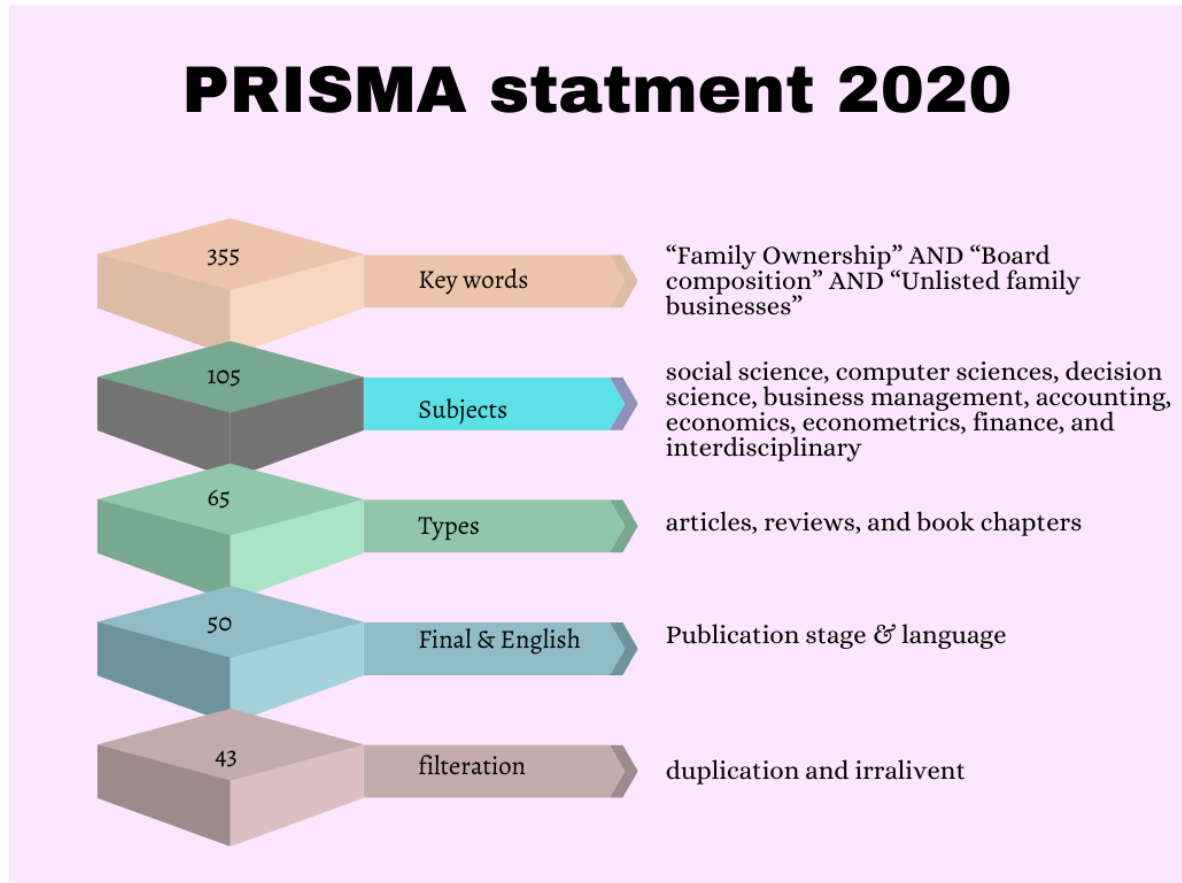 PRISMA statment 2020
355
Key words
“Family Ownership” AND “Board
composition” AND “Unlisted family
businesses”
105
Subjects
social science, computer sciences, decision
science, business management, accounting,
economics, econometrics, finance, and
interdisciplinary
65
Types
articles, reviews, and book chapters
50
Final & English
Publication stage & language
43
filteration
duplication and irralivent